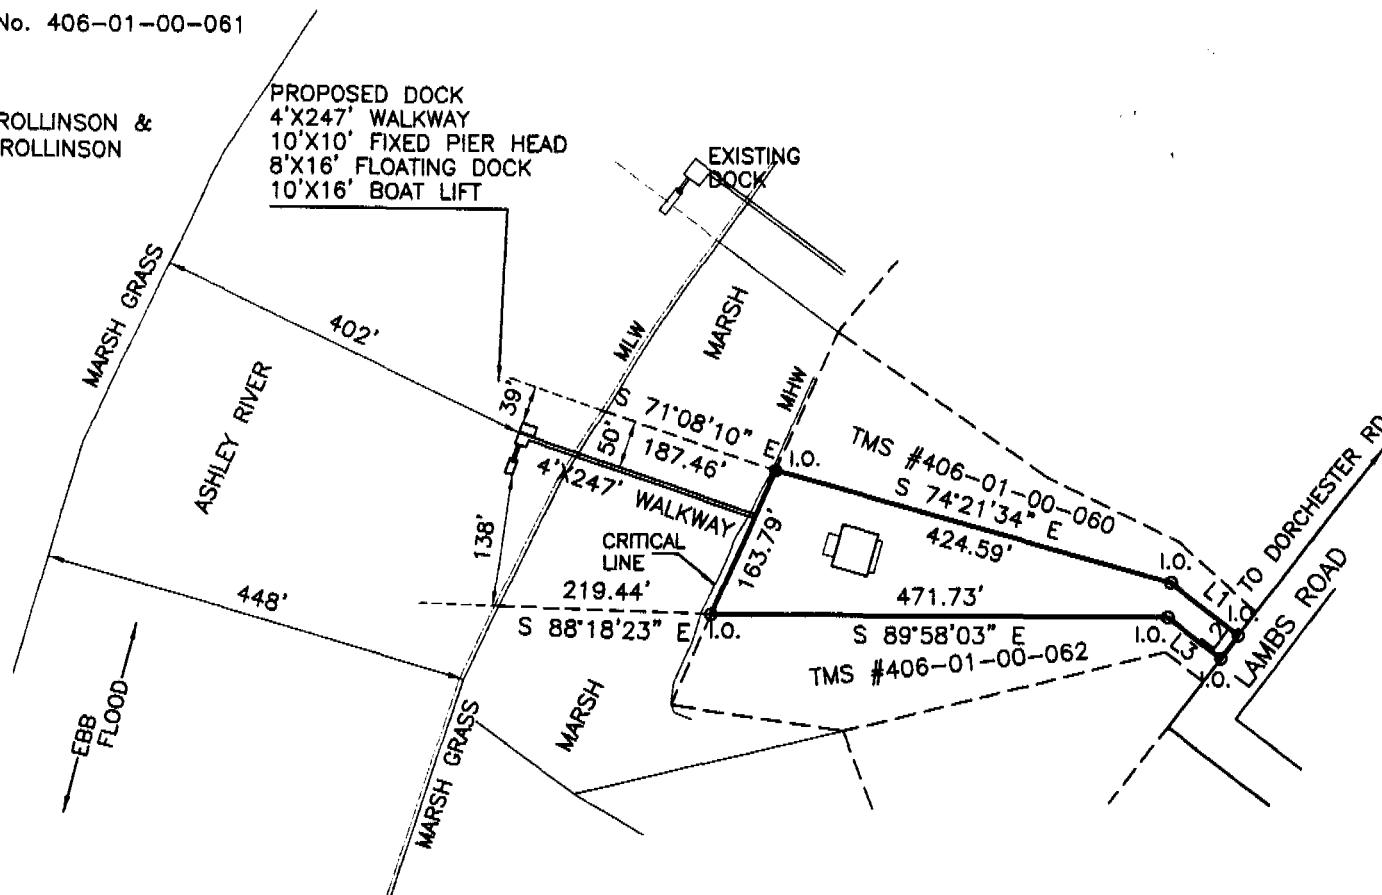 No. 406-01-00-061
ROLLINSON &
ROLLINSON
PROPOSED DOCK
4'X247' WALKWAY
10'X10' FIXED PIER HEAD
8'X16' FLOATING DOCK
10'X16' BOAT LIFT
EXISTING
DOCK
MARSH GRASS
402'
ASHLEY RIVER
MLW
MARSH
MHW
39'
50'
S 71°08'10" E
187.46'
4'X247' WALKWAY
138'
CRITICAL
LINE
163.79'
I.O.
TMS #406-01-00-060
S 74°21'34" E
424.59'
I.O.
L1
I.O.
TO DORCHESTER RD
LAMBS ROAD
219.44'
S 88°18'23" E
I.O.
471.73'
S 89°58'03" E
I.O.
L3
2
I.O.
TMS #406-01-00-062
448'
EBB
FLOOD
MARSH
MARSH GRASS